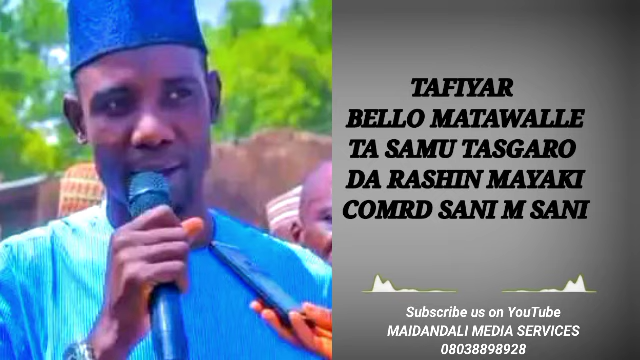 TAFIYAR
BELLO MATAWALLE
TA SAMU TASGARO
DA RASHIN MAYAKI
COMRD SANI M SANI
Subscribe us on YouTube
MAIDANDALI MEDIA SERVICES
08038898928